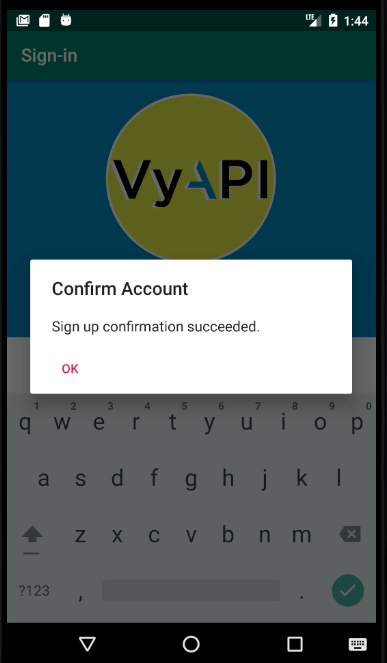 LTE 1:44
Sign-in
VyAPI
Confirm Account
Sign up confirmation succeeded.
OK
1 2 3 4 5 6 7 8 9 0
q w e r t y u i o p
a s d f g h j k l
z x c v b n m
?123 , .